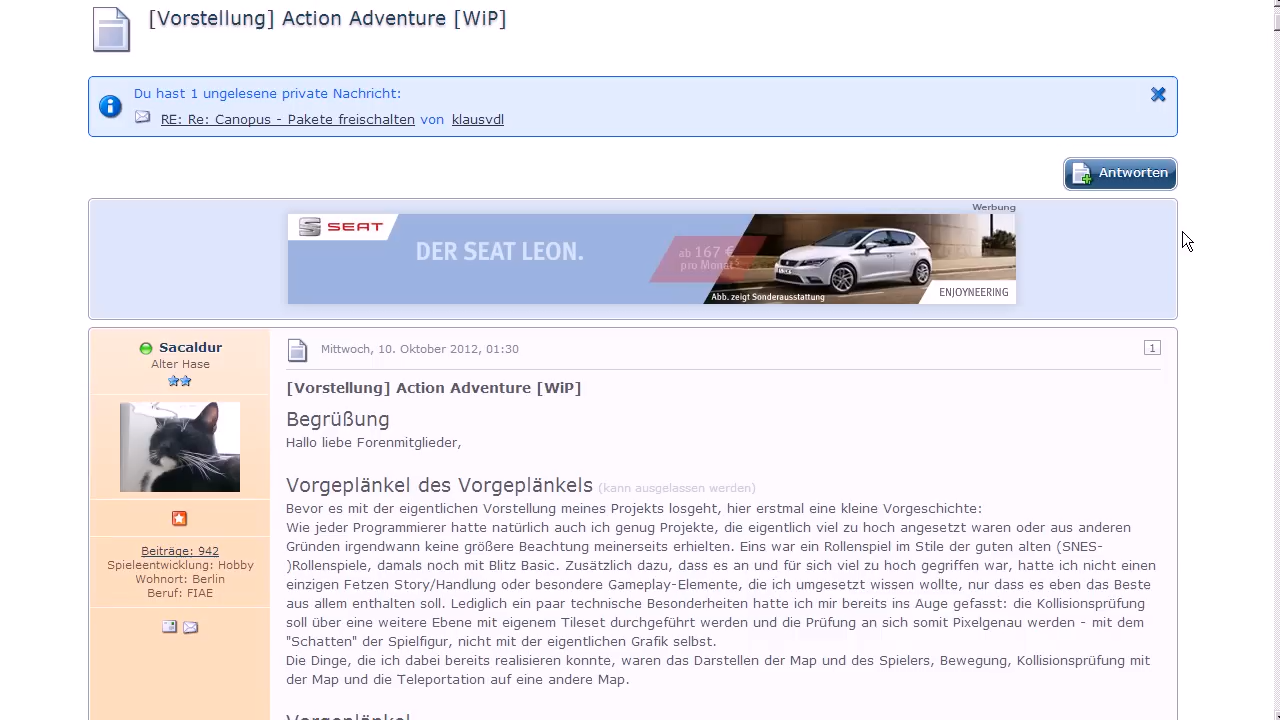 [Vorstellung] Action Adventure [WiP]
Du hast 1 ungelesene private Nachricht:
RE: Re: Canopus - Pakete freischalten von klausvdl
Antworten
Werbung
SEAT
DER SEAT LEON.
ab 167 €
pro Monat
Abb. zeigt Sonderausstattung
ENJOYNEERING
Sacaldur
Alter Hase
Beiträge: 942
Spieleentwicklung: Hobby
Wohnort: Berlin
Beruf: FIAE
Mittwoch, 10. Oktober 2012, 01:30
1
[Vorstellung] Action Adventure [WiP]
Begrüßung
Hallo liebe Forenmitglieder,
Vorgeplänkel des Vorgeplänkels (kann ausgelassen werden)
Bevor es mit der eigentlichen Vorstellung meines Projekts losgeht, hier erstmal eine kleine Vorgeschichte:
Wie jeder Programmierer hatte natürlich auch ich genug Projekte, die eigentlich viel zu hoch angesetzt waren oder aus anderen
Gründen irgendwann keine größere Beachtung meinerseits erhielten. Eins war ein Rollenspiel im Stile der guten alten (SNES-
)Rollenspiele, damals noch mit Blitz Basic. Zusätzlich dazu, dass es an und für sich viel zu hoch gegriffen war, hatte ich nicht einen
einzigen Fetzen Story/Handlung oder besondere Gameplay-Elemente, die ich umgesetzt wissen wollte, nur dass es eben das Beste
aus allem enthalten soll. Lediglich ein paar technische Besonderheiten hatte ich mir bereits ins Auge gefasst: die Kollisionsprüfung
soll über eine weitere Ebene mit eigenem Tileset durchgeführt werden und die Prüfung an sich somit Pixelgenau werden - mit dem
"Schatten" der Spielfigur, nicht mit der eigentlichen Grafik selbst.
Die Dinge, die ich dabei bereits realisieren konnte, waren das Darstellen der Map und des Spielers, Bewegung, Kollisionsprüfung mit
der Map und die Teleportation auf eine andere Map.
Vorgeplänkel